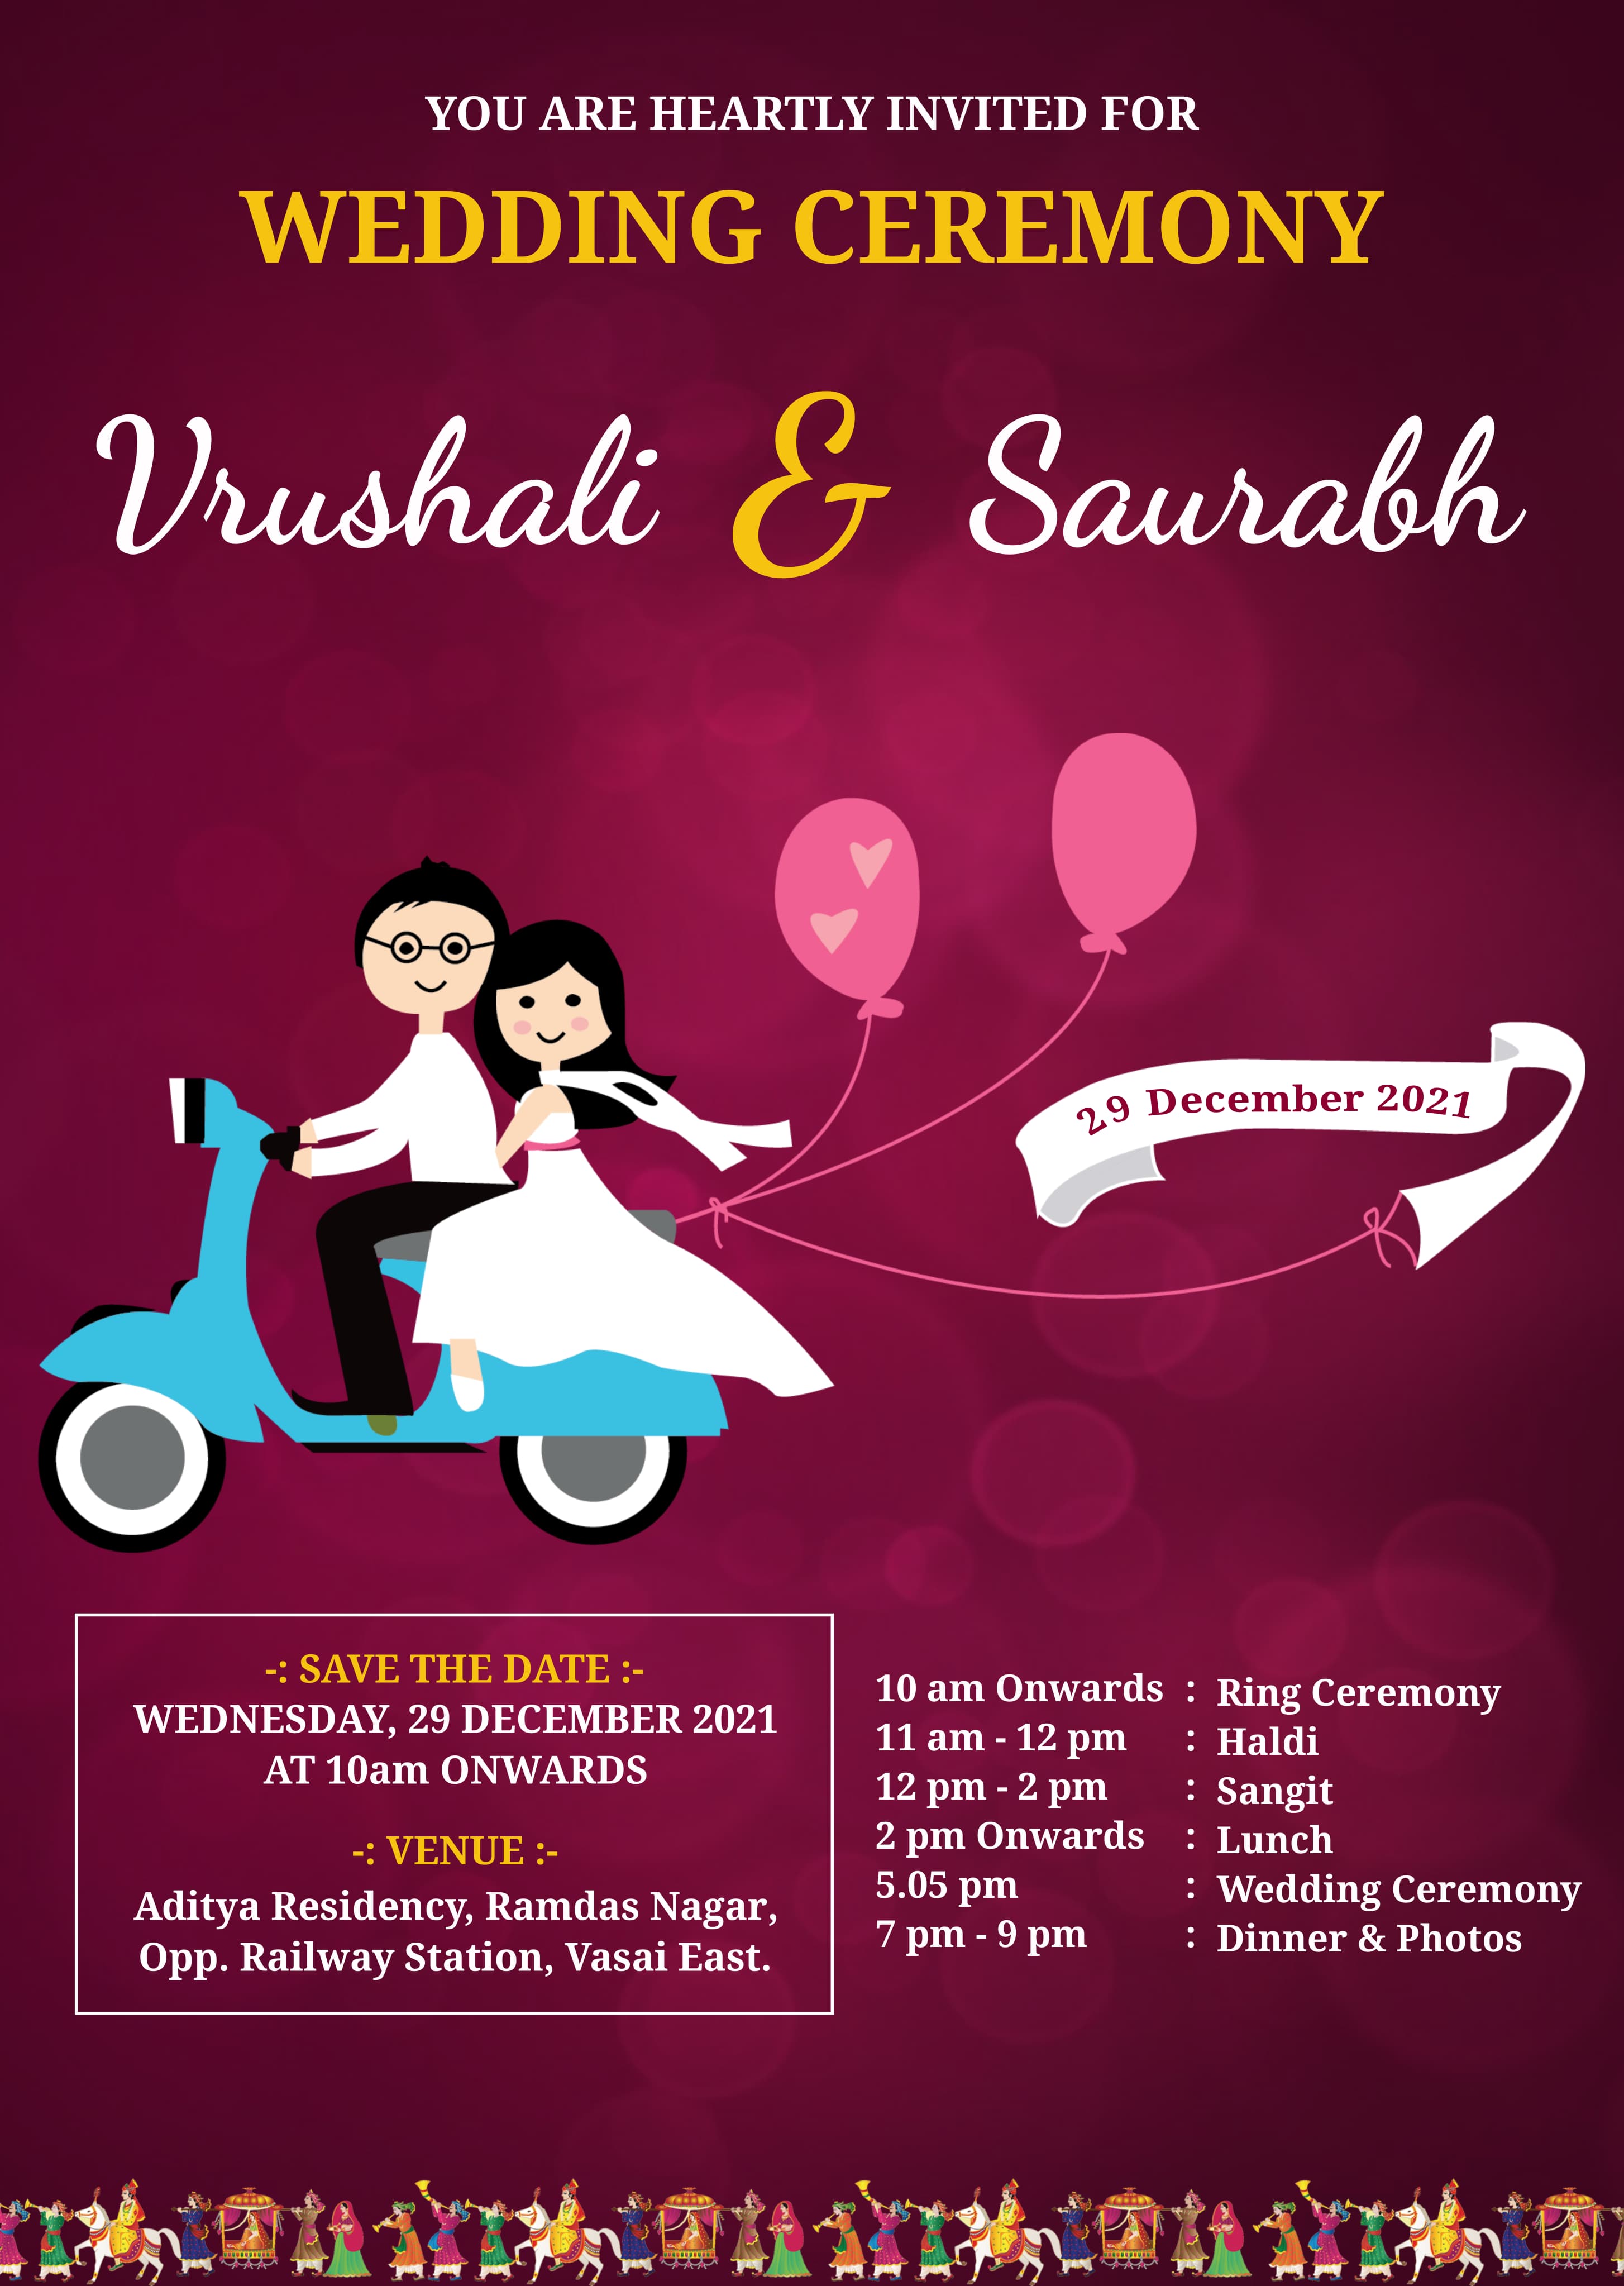 YOU ARE HEARTLY INVITED FOR
WEDDING CEREMONY
Vrushali & Saurabh
29 December 2021
-: SAVE THE DATE :-
WEDNESDAY, 29 DECEMBER 2021
AT 10am ONWARDS
-: VENUE :-
Aditya Residency, Ramdas Nagar,
Opp. Railway Station, Vasai East.
10 am Onwards : Ring Ceremony
11 am - 12 pm : Haldi
12 pm - 2 pm : Sangit
2 pm Onwards : Lunch
5.05 pm : Wedding Ceremony
7 pm - 9 pm : Dinner & Photos